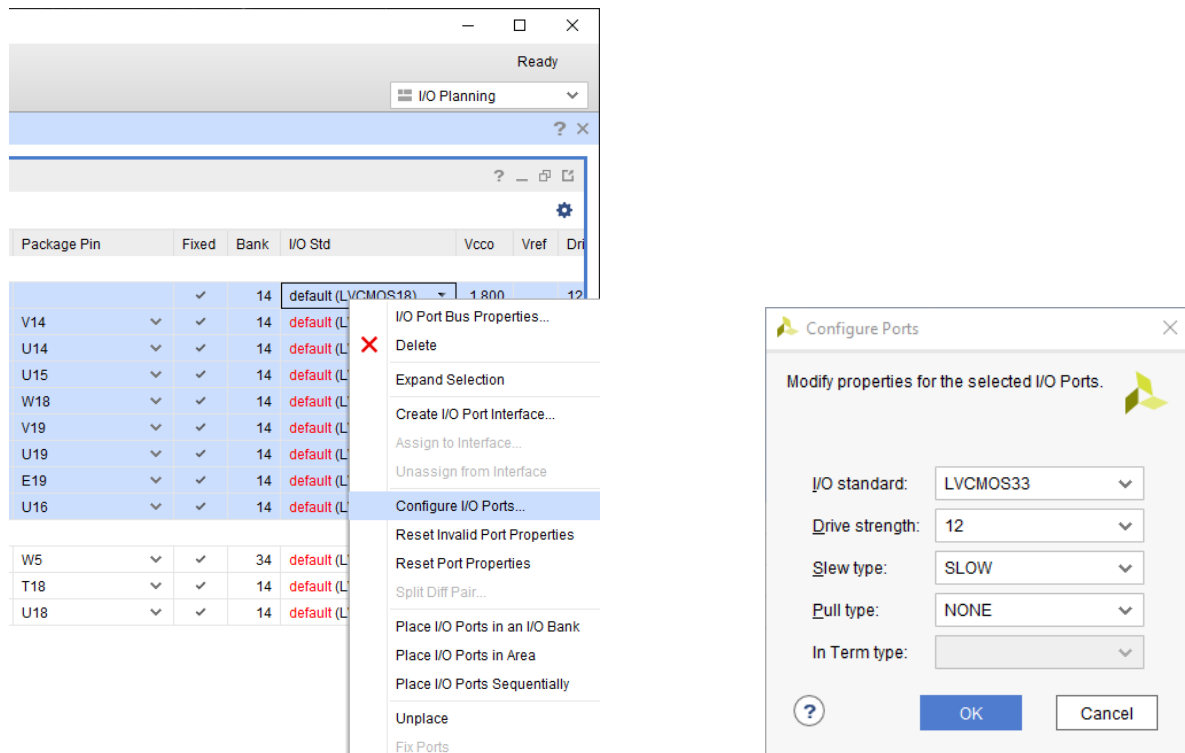 Ready
I/O Planning
?
?
Package Pin Fixed Bank I/O Std Vcco Vref Dri
14 default (LVCMOS18) 1.800 12
V14 14 default (L
U14 14 default (L
U15 14 default (L
W18 14 default (L
V19 14 default (L
U19 14 default (L
E19 14 default (L
U16 14 default (L
W5 34 default (L
T18 14 default (L
U18 14 default (L
I/O Port Bus Properties...
Delete
Expand Selection
Create I/O Port Interface...
Assign to Interface...
Unassign from Interface
Configure I/O Ports...
Reset Invalid Port Properties
Reset Port Properties
Split Diff Pair...
Place I/O Ports in an I/O Bank
Place I/O Ports in Area
Place I/O Ports Sequentially
Unplace
Fix Ports
Configure Ports
Modify properties for the selected I/O Ports.
I/O standard: LVCMOS33
Drive strength: 12
Slew type: SLOW
Pull type: NONE
In Term type:
? OK Cancel